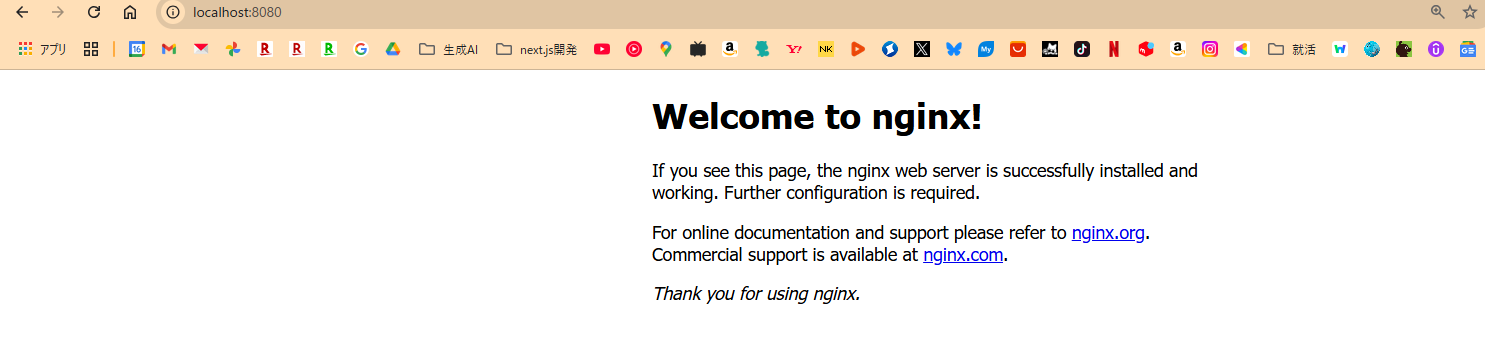 localhost:8080
アプリ 16 M R R R G 生成AI next.js開発 a Y! NK X My N a 就活
Welcome to nginx!
If you see this page, the nginx web server is successfully installed and
working. Further configuration is required.
For online documentation and support please refer to nginx.org.
Commercial support is available at nginx.com.
Thank you for using nginx.